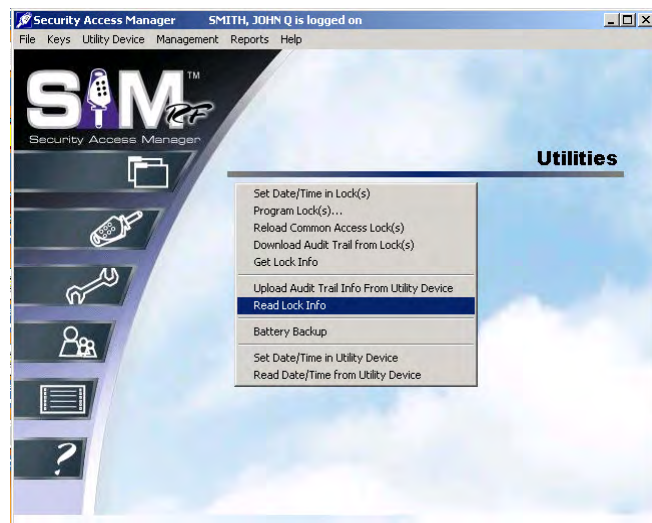 Security Access Manager SMITH, JOHN Q is logged on
File Keys Utility Device Management Reports Help
SAM™
RF
Security Access Manager
Utilities
Set Date/Time in Lock(s)
Program Lock(s)...
Reload Common Access Lock(s)
Download Audit Trail from Lock(s)
Get Lock Info
Upload Audit Trail Info From Utility Device
Read Lock Info
Battery Backup
Set Date/Time in Utility Device
Read Date/Time from Utility Device
?